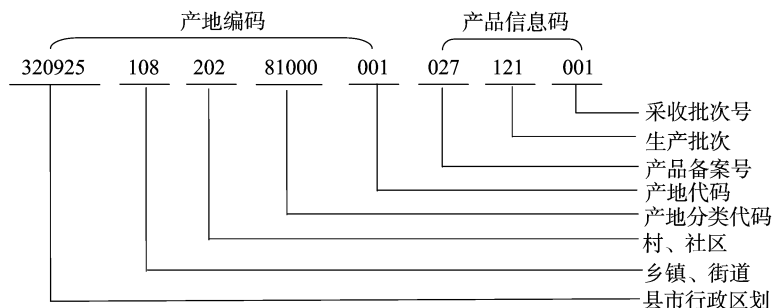 产地编码 产品信息码
320925 108 202 81000 001 027 121 001
采收批次号
生产批次
产品备案号
产地代码
产地分类代码
村、社区
乡镇、街道
县市行政区划